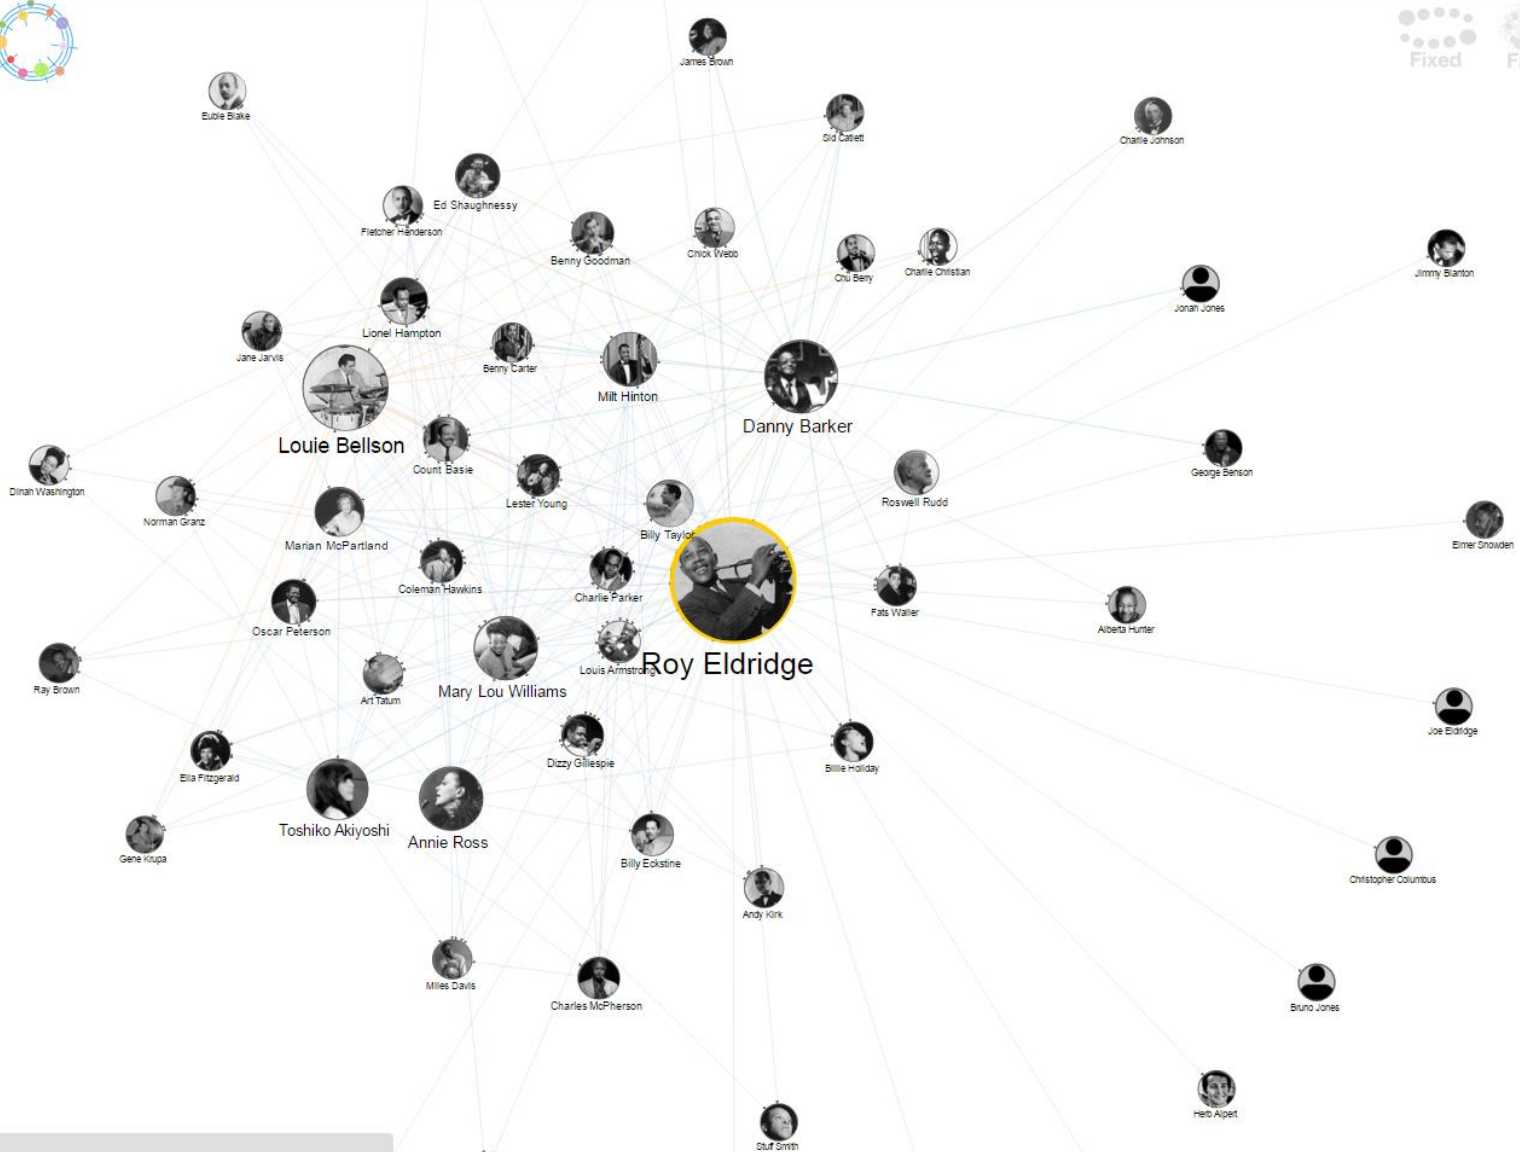 James Brown
Fixed
Eubie Blake
Sid Catlett
Charlie Johnson
Ed Shaughnessy
Fletcher Henderson
Benny Goodman
Chick Webb
Chu Berry
Charlie Christian
Jimmy Blanton
Jonah Jones
Lionel Hampton
Jane Jarvis
Benny Carter
Milt Hinton
Danny Barker
Louie Bellson
Count Basie
Dinah Washington
Norman Granz
Lester Young
Roswell Rudd
George Benson
Billy Taylor
Marian McPartland
Elmer Snowden
Coleman Hawkins
Charlie Parker
Fats Waller
Alberta Hunter
Oscar Peterson
Louis Armstrong
Roy Eldridge
Ray Brown
Art Tatum
Mary Lou Williams
Joe Eldridge
Dizzy Gillespie
Billie Holiday
Ella Fitzgerald
Toshiko Akiyoshi
Annie Ross
Gene Krupa
Billy Eckstine
Christopher Columbus
Andy Kirk
Miles Davis
Charles McPherson
Bruno Jones
Herb Alpert
Stuff Smith